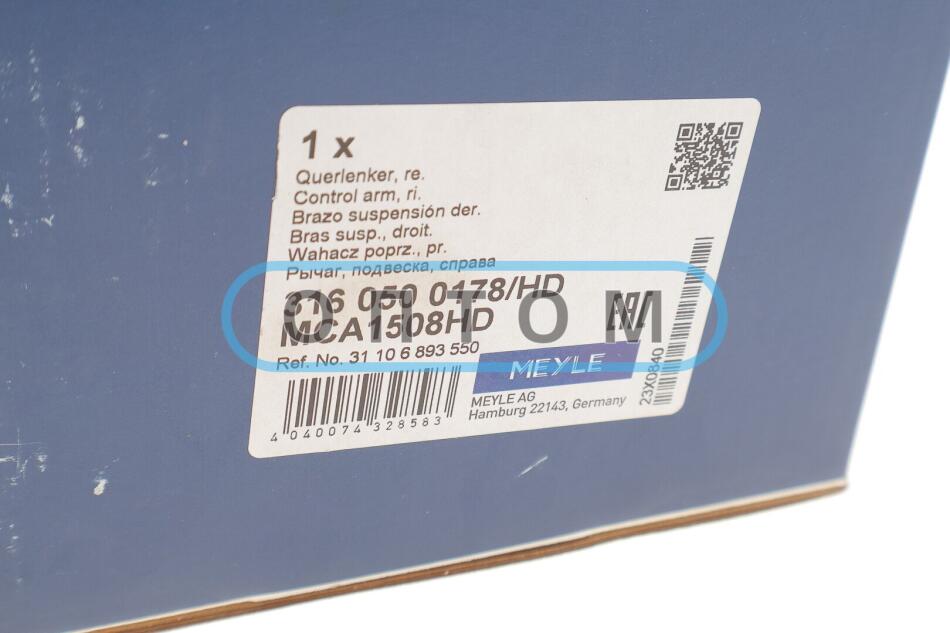 1 x
Querlenker, re.
Control arm, ri.
Brazo suspensión der.
Bras susp., droit.
Wahacz poprz., pr.
Рычаг, подвеска, справа
316 050 0178/HD
MCA1508HD
Ref. No. 31 10 6 893 550
EAC
MEYLE
MEYLE AG
Hamburg 22143, Germany
4 040074 328583
23X0840
ОПТОМ